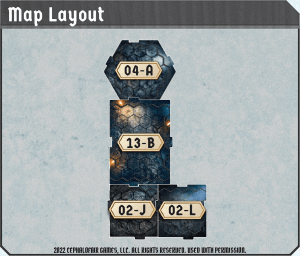 Map Layout
04-A
13-B
02-J
02-L
2022 CEPHALOFAIR GAMES, LLC. ALL RIGHTS RESERVED. USED WITH PERMISSION.